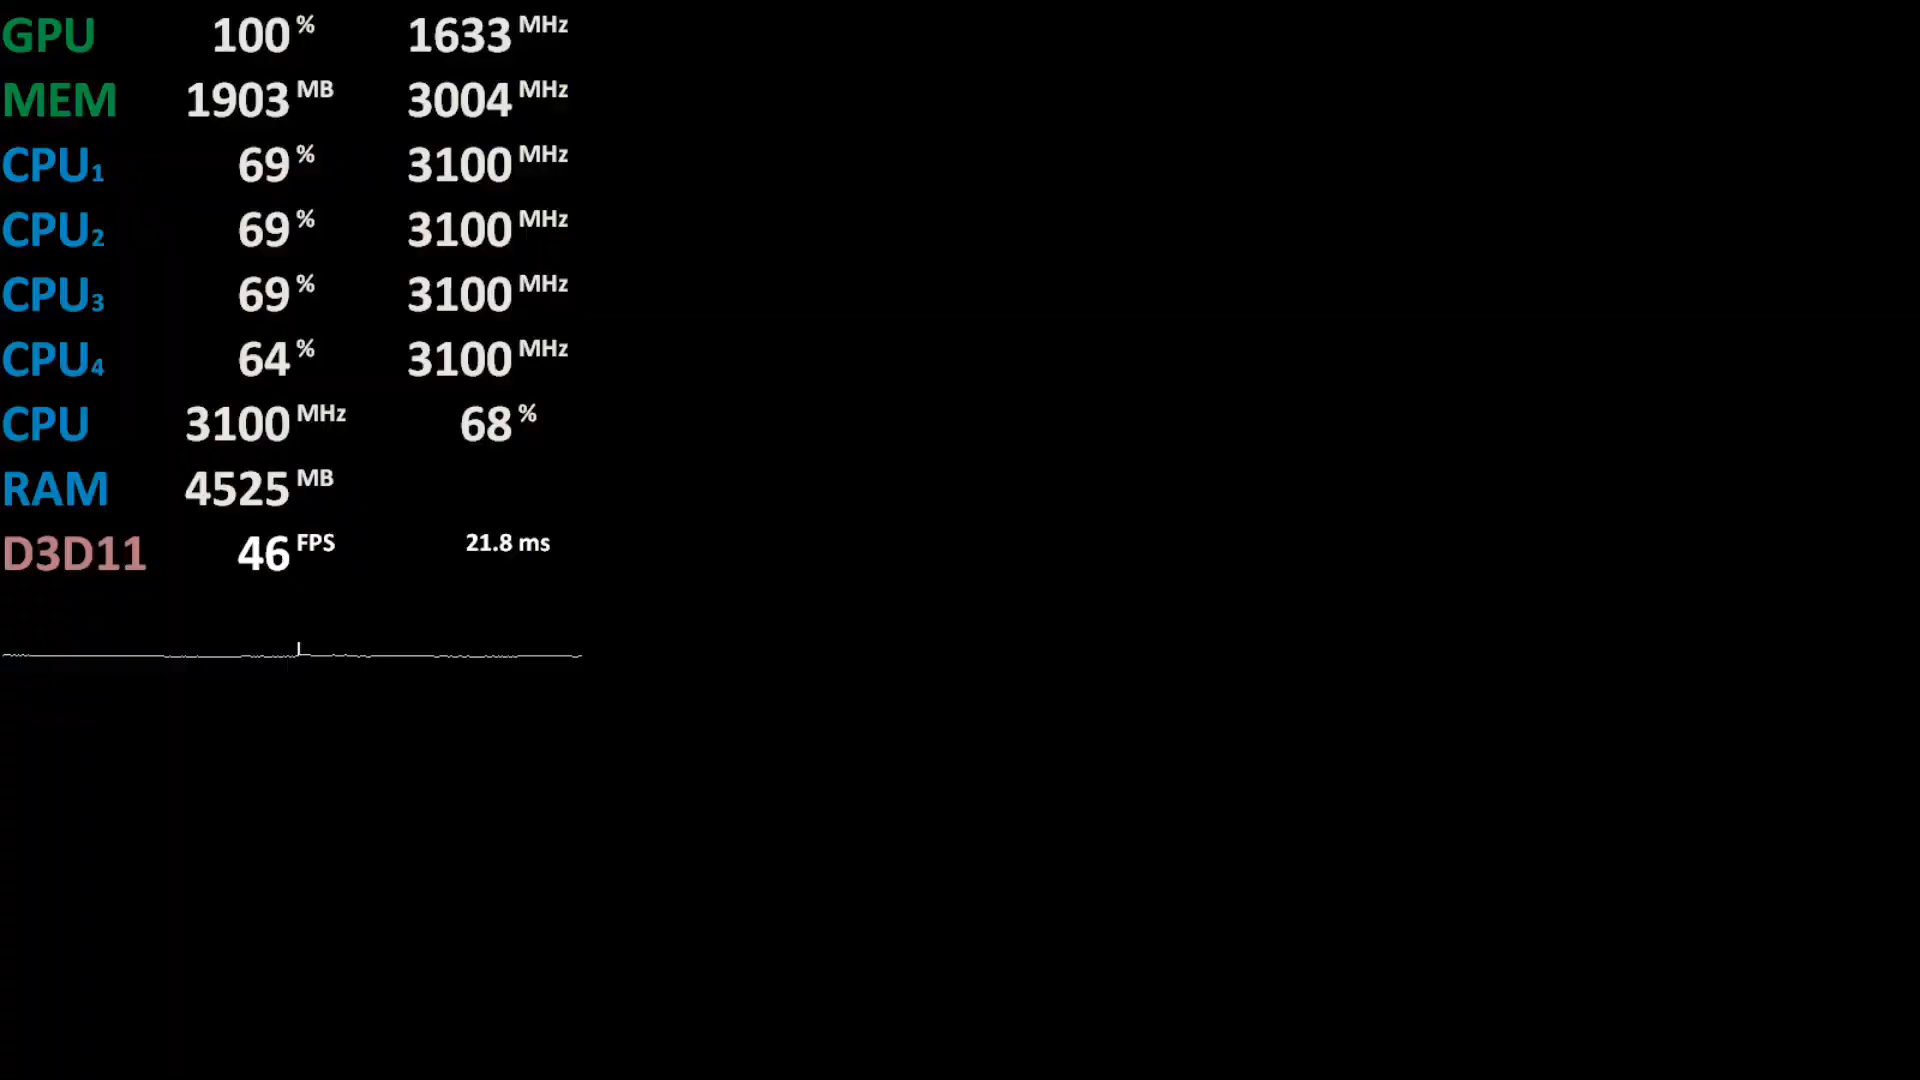 GPU 100 % 1633 MHz
MEM 1903 MB 3004 MHz
CPU1 69 % 3100 MHz
CPU2 69 % 3100 MHz
CPU3 69 % 3100 MHz
CPU4 64 % 3100 MHz
CPU 3100 MHz 68 %
RAM 4525 MB
D3D11 46 FPS 21.8 ms